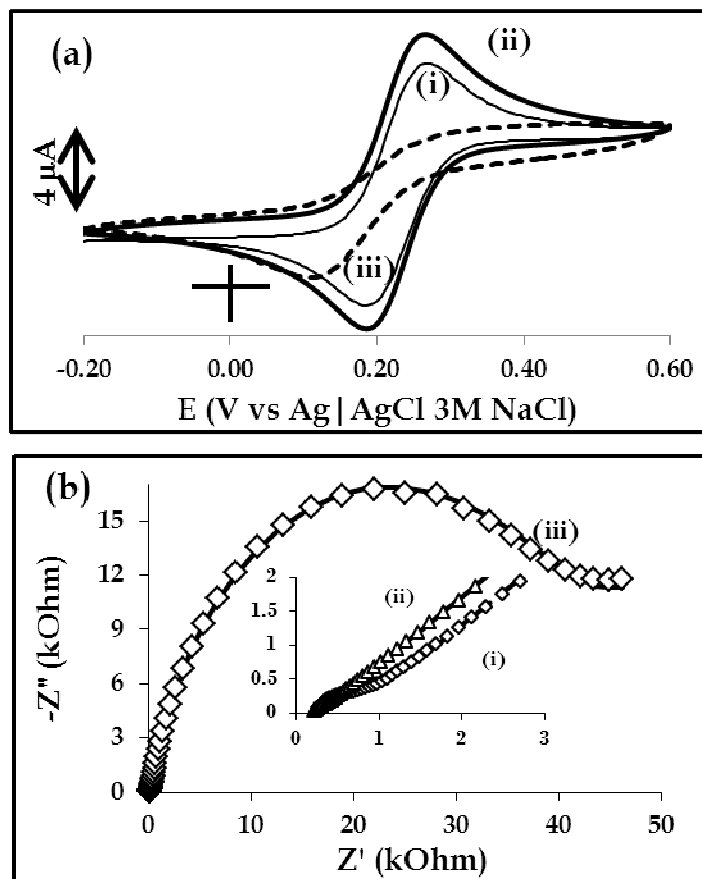 (a)
(ii)
(i)
4 µA
(iii)
-0.20 0.00 0.20 0.40 0.60
E (V vs Ag|AgCl 3M NaCl)
(b)
15
(iii)
12
2
(ii)
1.5
9
1
(i)
6
0.5
0
0 1 2 3
3
0
-Z" (kOhm)
0 10 20 30 40 50
Z' (kOhm)